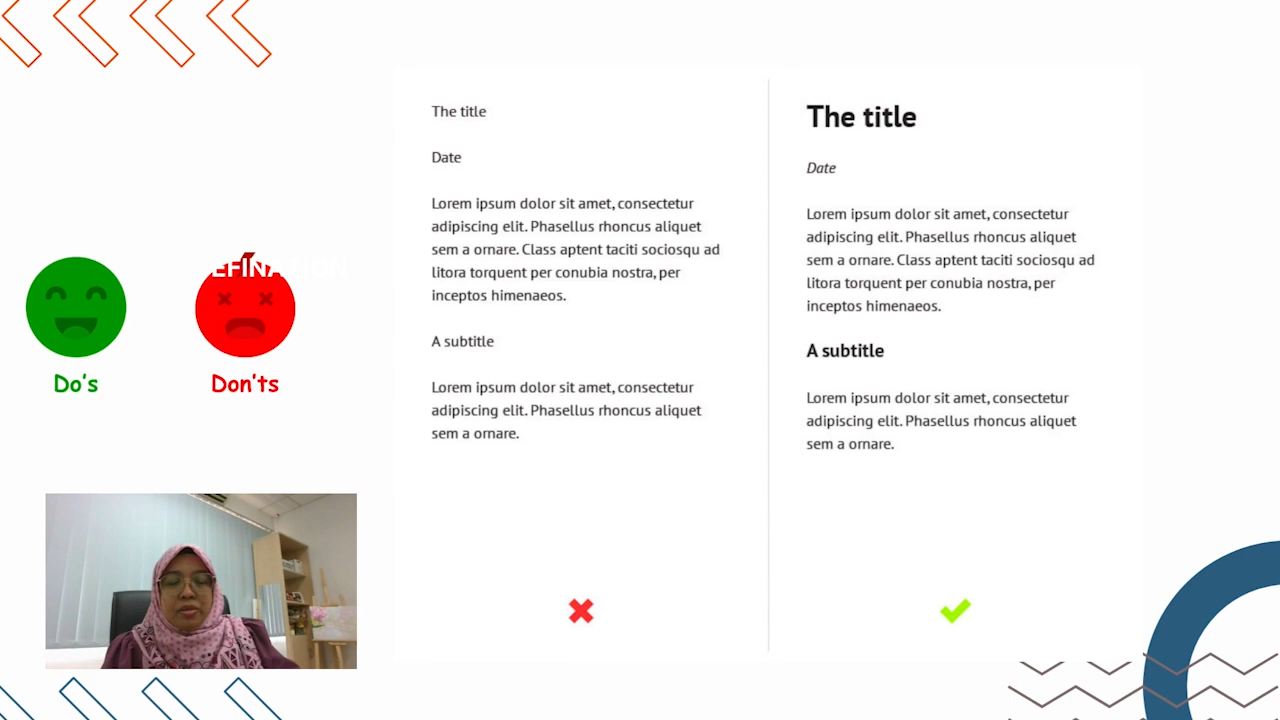 EFINATION
Do's
Don'ts
The title
Date
Lorem ipsum dolor sit amet, consectetur
adipiscing elit. Phasellus rhoncus aliquet
sem a ornare. Class aptent taciti sociosqu ad
litora torquent per conubia nostra, per
inceptos himenaeos.
A subtitle
Lorem ipsum dolor sit amet, consectetur
adipiscing elit. Phasellus rhoncus aliquet
sem a ornare.
The title
Date
Lorem ipsum dolor sit amet, consectetur
adipiscing elit. Phasellus rhoncus aliquet
sem a ornare. Class aptent taciti sociosqu ad
litora torquent per conubia nostra, per
inceptos himenaeos.
A subtitle
Lorem ipsum dolor sit amet, consectetur
adipiscing elit. Phasellus rhoncus aliquet
sem a ornare.